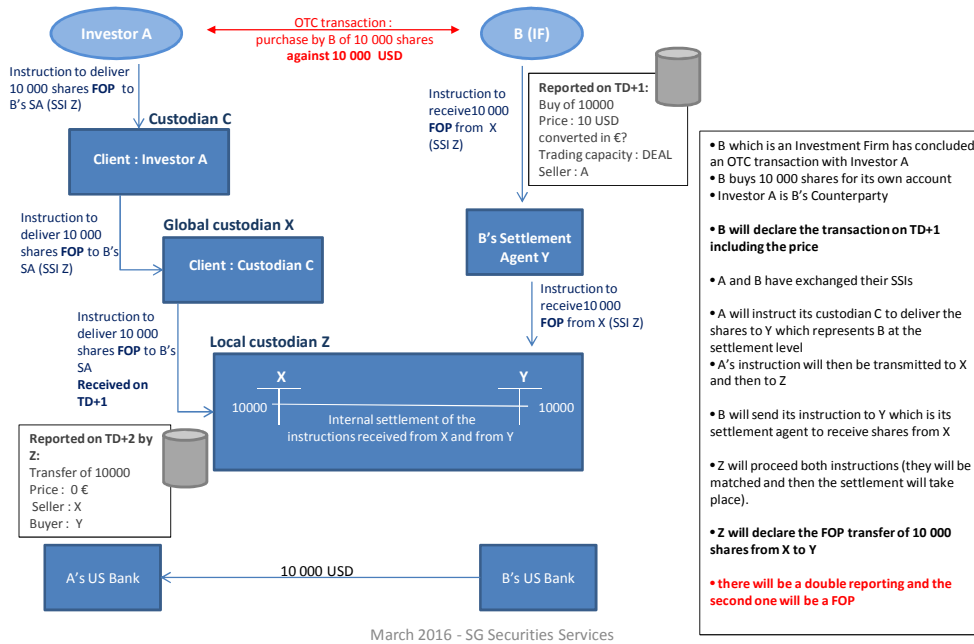 Investor A
OTC transaction :
purchase by B of 10 000 shares
against 10 000 USD
B (IF)
Instruction to deliver
10 000 shares FOP to
B's SA (SSI Z)
Instruction to
receive10 000
FOP from X
(SSI Z)
Reported on TD+1:
Buy of 10000
Price : 10 USD
converted in €?
Trading capacity : DEAL
Seller : A
Custodian C
Client : Investor A
Instruction to
deliver 10 000
shares FOP to B's
SA (SSI Z)
Global custodian X
Client : Custodian C
B's Settlement
Agent Y
Instruction to
deliver 10 000
shares FOP to B's
SA
Received on
TD+1
Instruction to
receive10 000
FOP from X (SSI Z)
Local custodian Z
X
Y
10000
10000
Internal settlement of the
instructions received from X and from Y
Reported on TD+2 by
Z:
Transfer of 10000
Price : 0 €
Seller : X
Buyer : Y
A's US Bank
10 000 USD
B's US Bank
• B which is an Investment Firm has concluded
an OTC transaction with Investor A
• B buys 10 000 shares for its own account
• Investor A is B's Counterparty
• B will declare the transaction on TD+1
including the price
• A and B have exchanged their SSIs
• A will instruct its custodian C to deliver the
shares to Y which represents B at the
settlement level
• A's instruction will then be transmitted to X
and then to Z
• B will send its instruction to Y which is its
settlement agent to receive shares from X
• Z will proceed both instructions (they will be
matched and then the settlement will take
place).
• Z will declare the FOP transfer of 10 000
shares from X to Y
• there will be a double reporting and the
second one will be a FOP
March 2016 - SG Securities Services